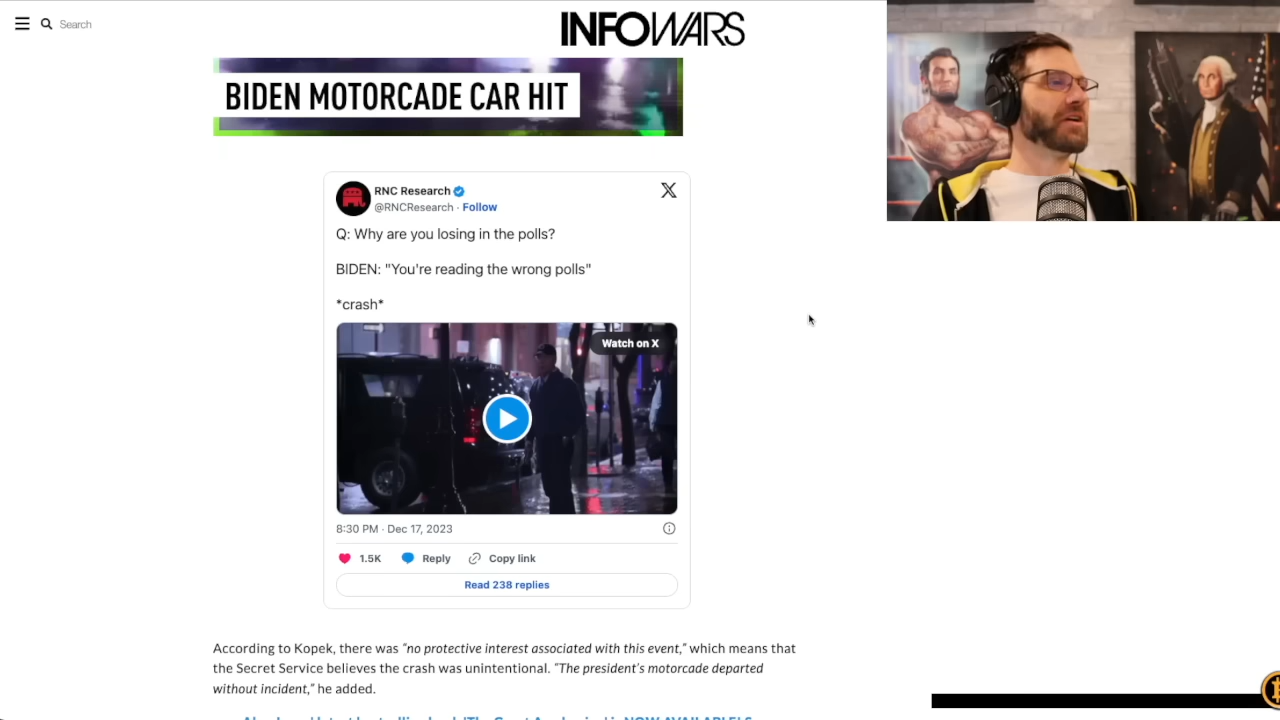 Search
INFOWARS
BIDEN MOTORCADE CAR HIT
RNC Research
@RNCResearch · Follow
Q: Why are you losing in the polls?
BIDEN: "You're reading the wrong polls"
*crash*
Watch on X
8:30 PM · Dec 17, 2023
1.5K Reply Copy link
Read 238 replies
According to Kopek, there was “no protective interest associated with this event,” which means that
the Secret Service believes the crash was unintentional. “The president’s motorcade departed
without incident,” he added.